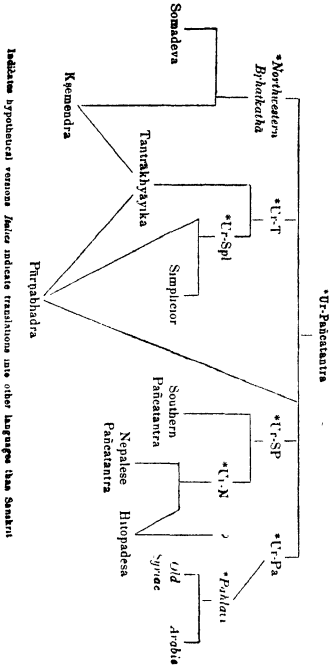 *Ur-Pañcatantra
*Northwestern
Bṛhatkathā
*Ur-T
*Ur-SP
*Ur-Pa
Somadeva
*Ur-Spl
Southern
Pañcatantra
*Ur-N
?
*Pahlavi
Kṣemendra
Tantrākhyāyika
Simplicior
Nepalese
Pañcatantra
Hitopadesa
Old
Syriac
Arabic
Pūrṇabhadra
* Indicates hypothetical versions Italics indicate translations into other languages than Sanskrit